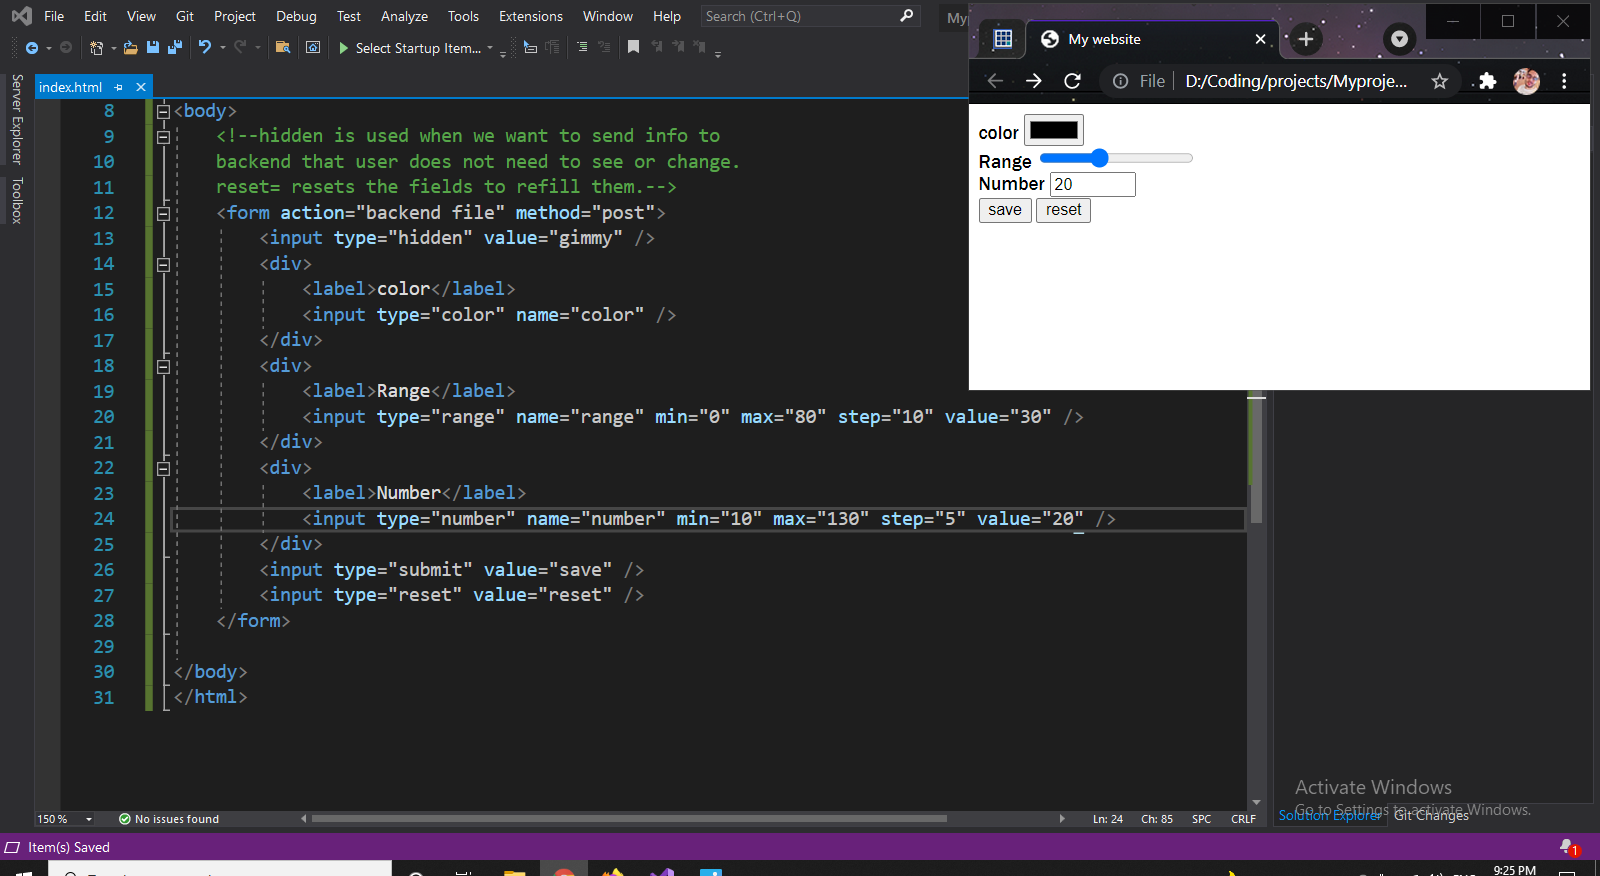 File Edit View Git Project Debug Test Analyze Tools Extensions Window Help Search (Ctrl+Q)
Select Startup Item...
Server Explorer
Toolbox
index.html
8 <body>
9 <!--hidden is used when we want to send info to
10 backend that user does not need to see or change.
11 reset= resets the fields to refill them.-->
12 <form action="backend file" method="post">
13 <input type="hidden" value="gimmy" />
14 <div>
15 <label>color</label>
16 <input type="color" name="color" />
17 </div>
18 <div>
19 <label>Range</label>
20 <input type="range" name="range" min="0" max="80" step="10" value="30" />
21 </div>
22 <div>
23 <label>Number</label>
24 <input type="number" name="number" min="10" max="130" step="5" value="20" />
25 </div>
26 <input type="submit" value="save" />
27 <input type="reset" value="reset" />
28 </form>
29
30 </body>
31 </html>
My website
File D:/Coding/projects/Myproje...
color
Range
Number 20
save reset
Activate Windows
Go to Settings to activate Windows.
Solution Explorer Git Changes
150 % No issues found Ln: 24 Ch: 85 SPC CRLF
Item(s) Saved 1
9:25 PM